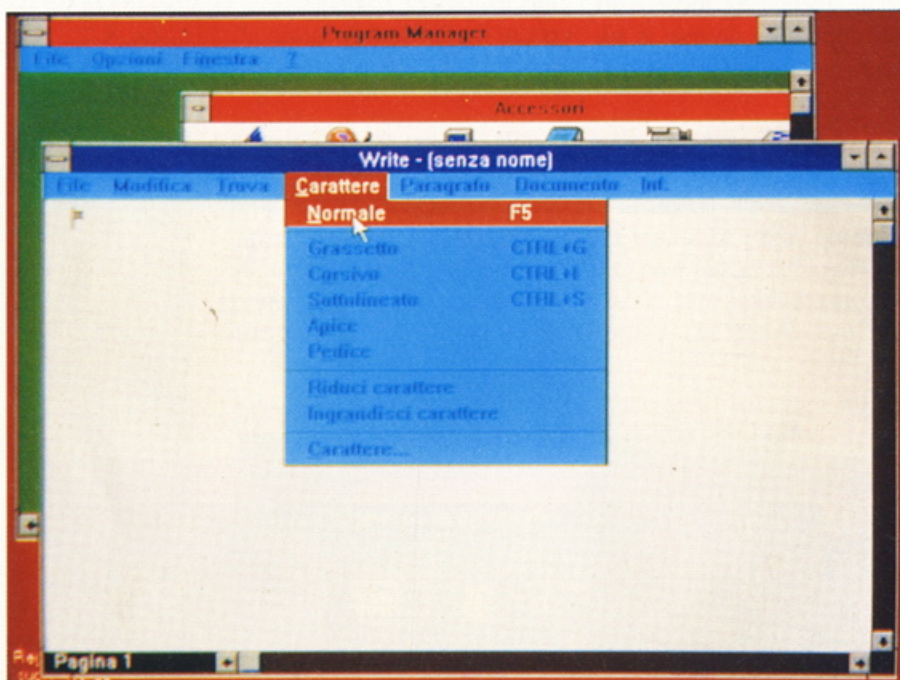 Program Manager
File Opzioni Finestra ?
Accessori
Write - (senza nome)
File Modifica Trova Carattere Paragrafo Documento Inf.
Normale F5
Grassetto CTRL+G
Corsivo CTRL+I
Sottolineato CTRL+S
Apice
Pedice
Riduci carattere
Ingrandisci carattere
Carattere...
Pagina 1